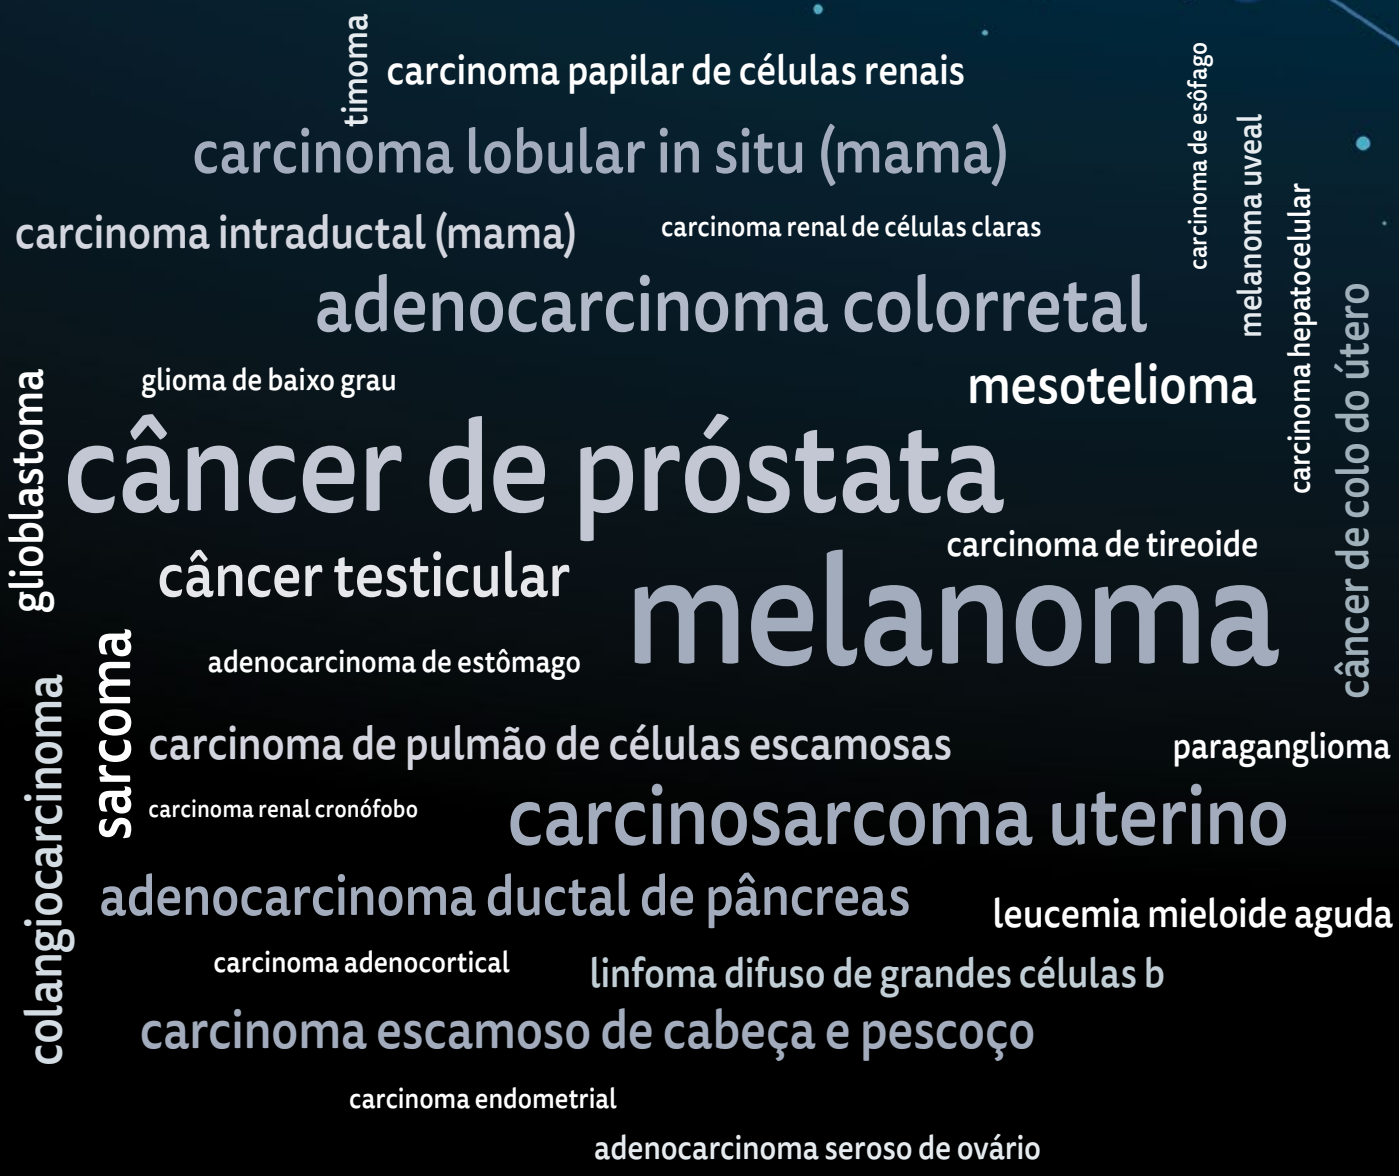 timoma
carcinoma papilar de células renais
carcinoma lobular in situ (mama)
carcinoma de esôfago
melanoma uveal
carcinoma intraductal (mama)
carcinoma renal de células claras
carcinoma hepatocelular
adenocarcinoma colorretal
câncer de colo do útero
glioma de baixo grau
mesotelioma
glioblastoma
câncer de próstata
carcinoma de tireoide
câncer testicular
melanoma
sarcoma
adenocarcinoma de estômago
colangiocarcinoma
carcinoma de pulmão de células escamosas
paraganglioma
carcinoma renal cronófobo
carcinosarcoma uterino
adenocarcinoma ductal de pâncreas
leucemia mieloide aguda
carcinoma adenocortical
linfoma difuso de grandes células b
carcinoma escamoso de cabeça e pescoço
carcinoma endometrial
adenocarcinoma seroso de ovário